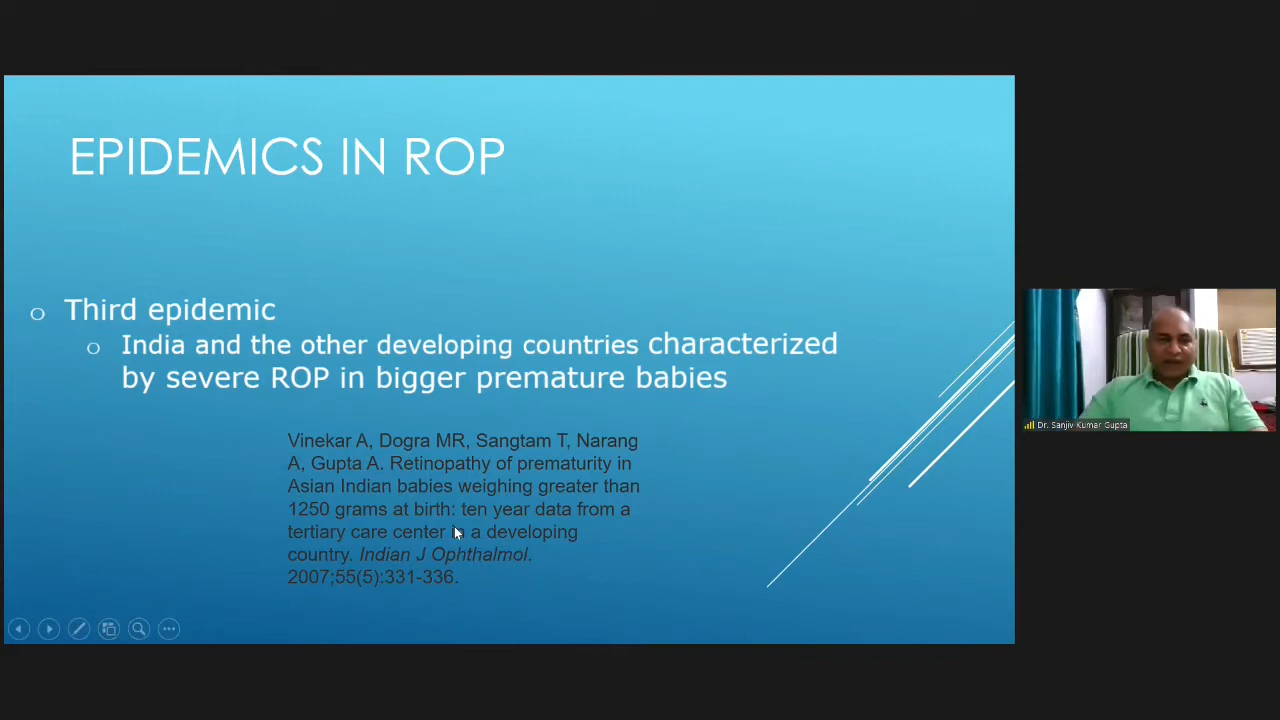 EPIDEMICS IN ROP
o Third epidemic
o India and the other developing countries characterized
by severe ROP in bigger premature babies
Vinekar A, Dogra MR, Sangtam T, Narang
A, Gupta A. Retinopathy of prematurity in
Asian Indian babies weighing greater than
1250 grams at birth: ten year data from a
tertiary care center in a developing
country. Indian J Ophthalmol.
2007;55(5):331-336.
Dr. Sanjiv Kumar Gupta